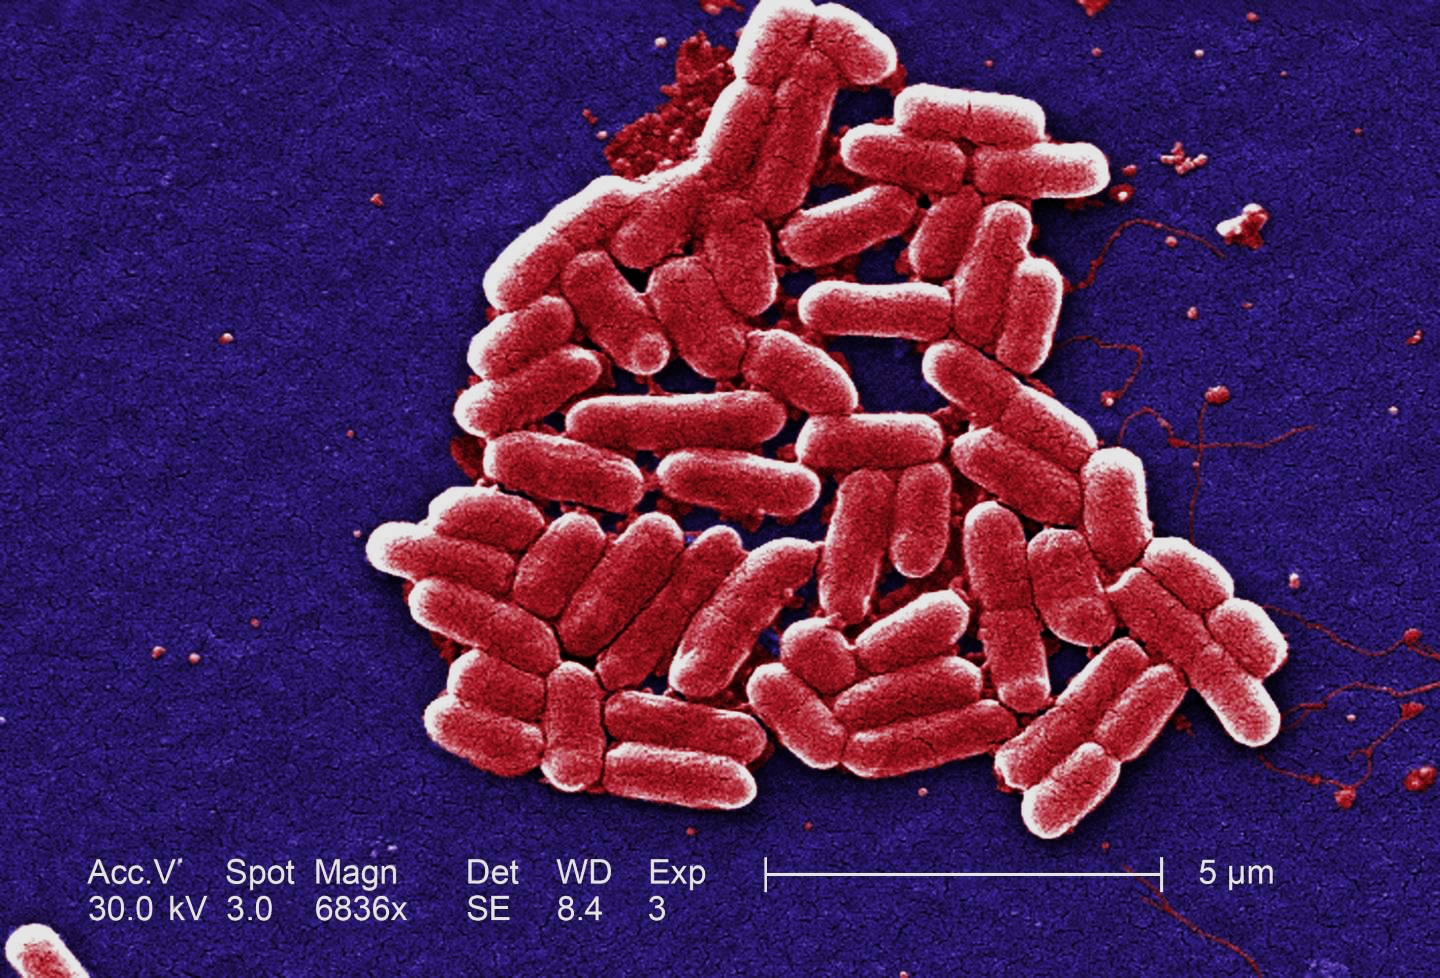 Acc.V Spot Magn Det WD Exp 5 µm
30.0 kV 3.0 6836x SE 8.4 3